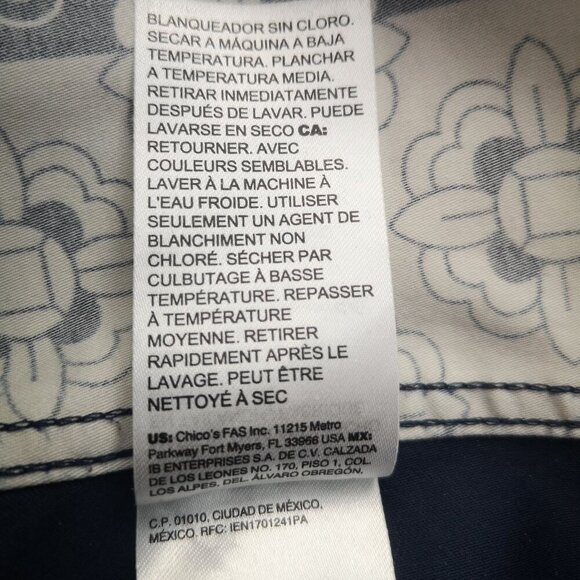 BLANQUEADOR SIN CLORO.
SECAR A MÁQUINA A BAJA
TEMPERATURA. PLANCHAR
A TEMPERATURA MEDIA.
RETIRAR INMEDIATAMENTE
DESPUÉS DE LAVAR. PUEDE
LAVARSE EN SECO CA:
RETOURNER. AVEC
COULEURS SEMBLABLES.
LAVER À LA MACHINE À
L'EAU FROIDE. UTILISER
SEULEMENT UN AGENT DE
BLANCHIMENT NON
CHLORÉ. SÉCHER PAR
CULBUTAGE À BASSE
TEMPÉRATURE. REPASSER
À TEMPÉRATURE
MOYENNE. RETIRER
RAPIDEMENT APRÈS LE
LAVAGE. PEUT ÊTRE
NETTOYÉ À SEC
US: Chico's FAS Inc. 11215 Metro
Parkway Fort Myers, FL 33966 USA MX:
IB ENTERPRISES S.A. DE C.V. CALZADA
DE LOS LEONES NO. 170, PISO 1, COL.
LOS ALPES, DEL. ÁLVARO OBREGÓN,
C.P. 01010, CIUDAD DE MÉXICO,
MÉXICO. RFC: IEN1701241PA